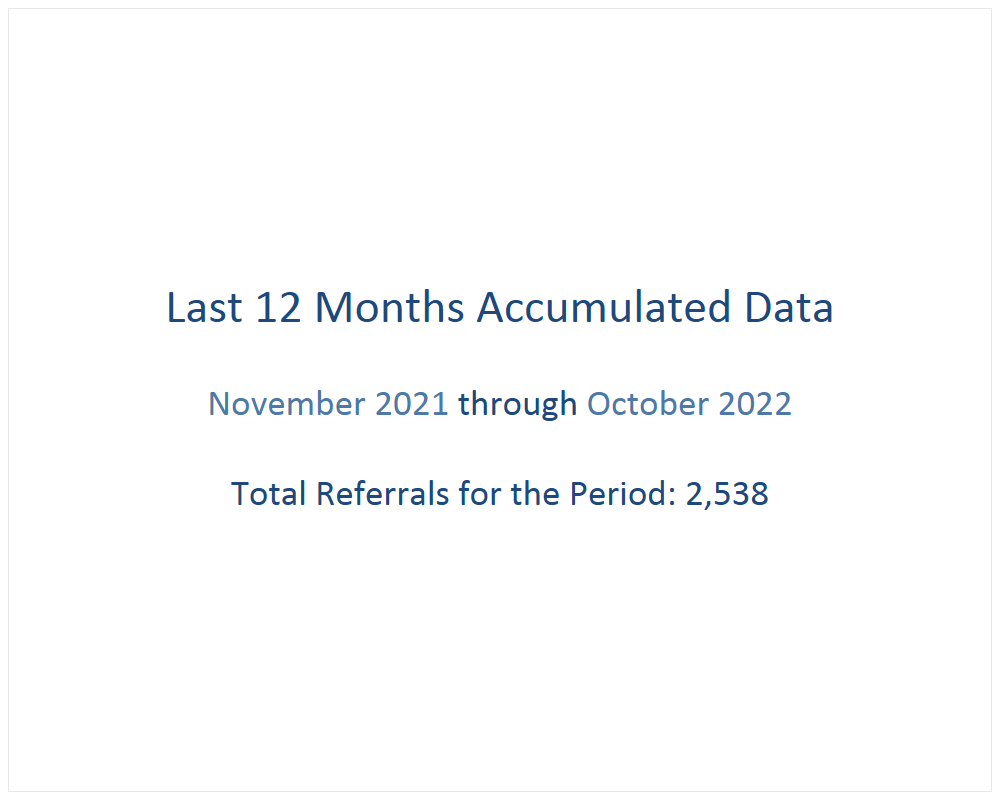 Last 12 Months Accumulated Data
November 2021 through October 2022
Total Referrals for the Period: 2,538